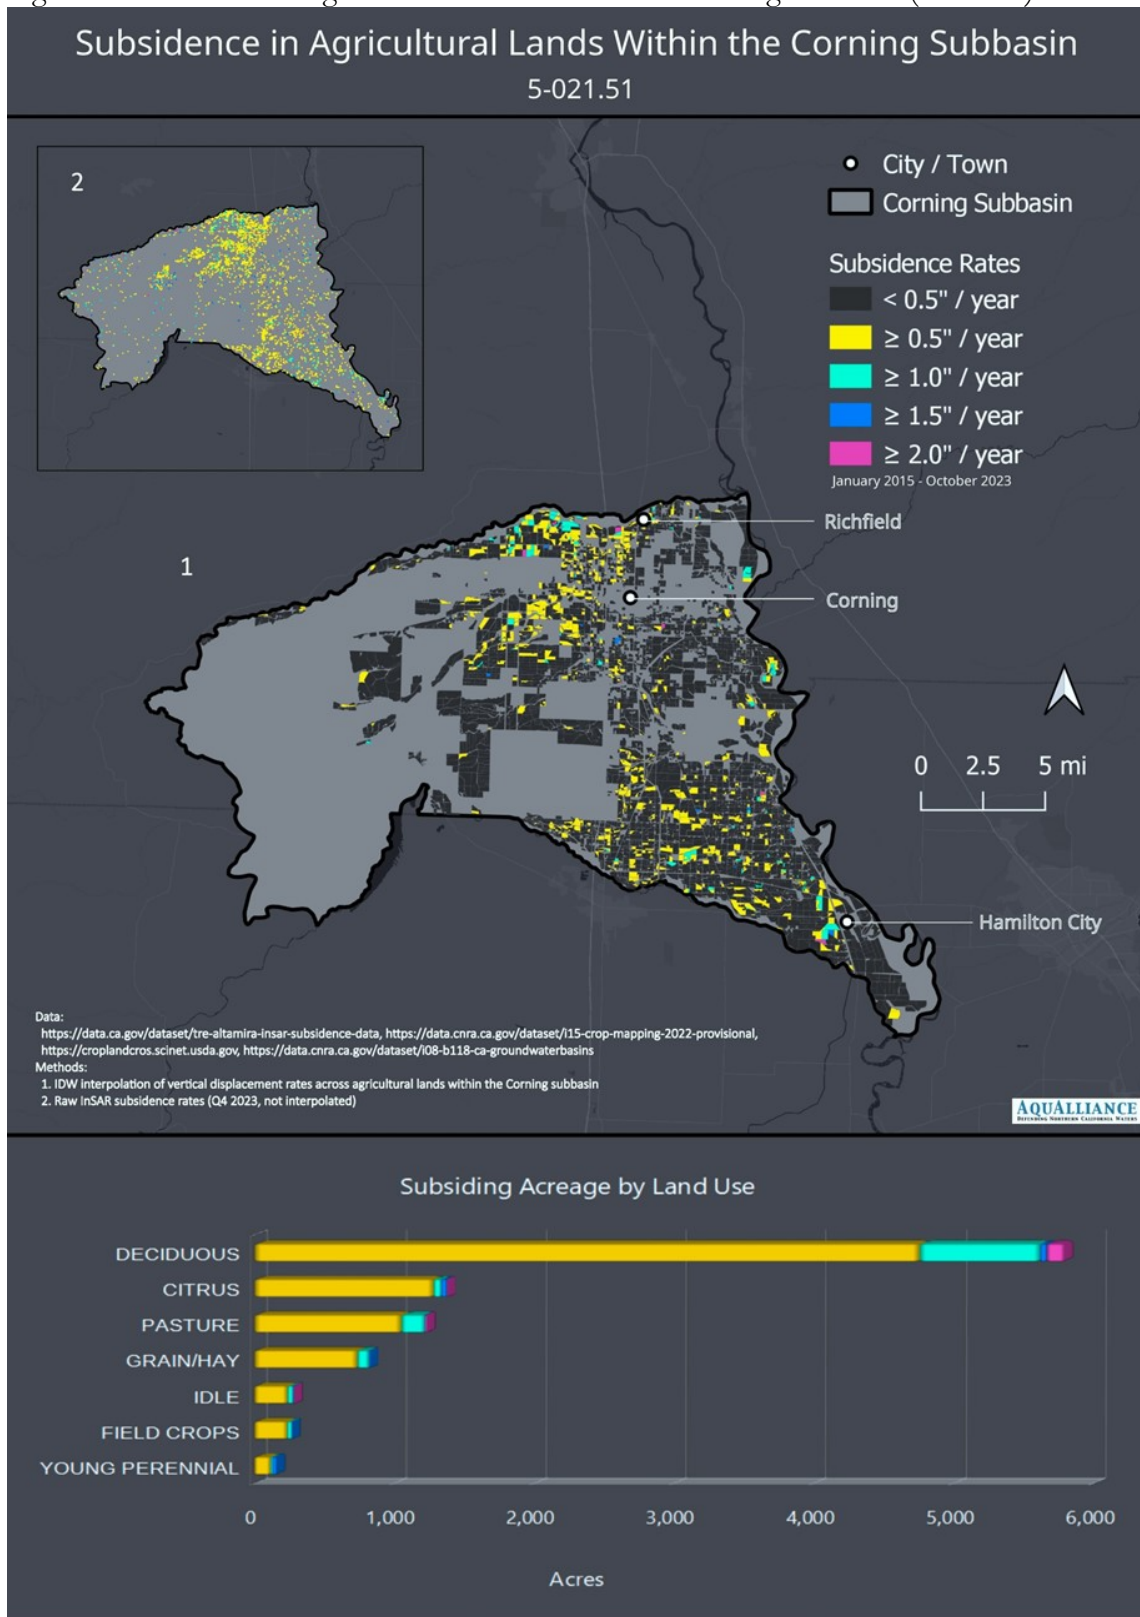 Subsidence in Agricultural Lands Within the Corning Subbasin
5-021.51
2
City / Town
Corning Subbasin
Subsidence Rates
< 0.5" / year
≥ 0.5" / year
≥ 1.0" / year
≥ 1.5" / year
≥ 2.0" / year
January 2015 - October 2023
Richfield
1
Corning
0 2.5 5 mi
Hamilton City
Data:
https://data.ca.gov/dataset/tre-altamira-insar-subsidence-data, https://data.cnra.ca.gov/dataset/i15-crop-mapping-2022-provisional,
https://croplandcros.scinet.usda.gov, https://data.cnra.ca.gov/dataset/i08-b118-ca-groundwaterbasins
Methods:
1. IDW interpolation of vertical displacement rates across agricultural lands within the Corning subbasin
2. Raw InSAR subsidence rates (Q4 2023, not interpolated)
AQUALLIANCE
DEFENDING NORTHERN CALIFORNIA WATERS
Subsiding Acreage by Land Use
DECIDUOUS
CITRUS
PASTURE
GRAIN/HAY
IDLE
FIELD CROPS
YOUNG PERENNIAL
0 1,000 2,000 3,000 4,000 5,000 6,000
Acres